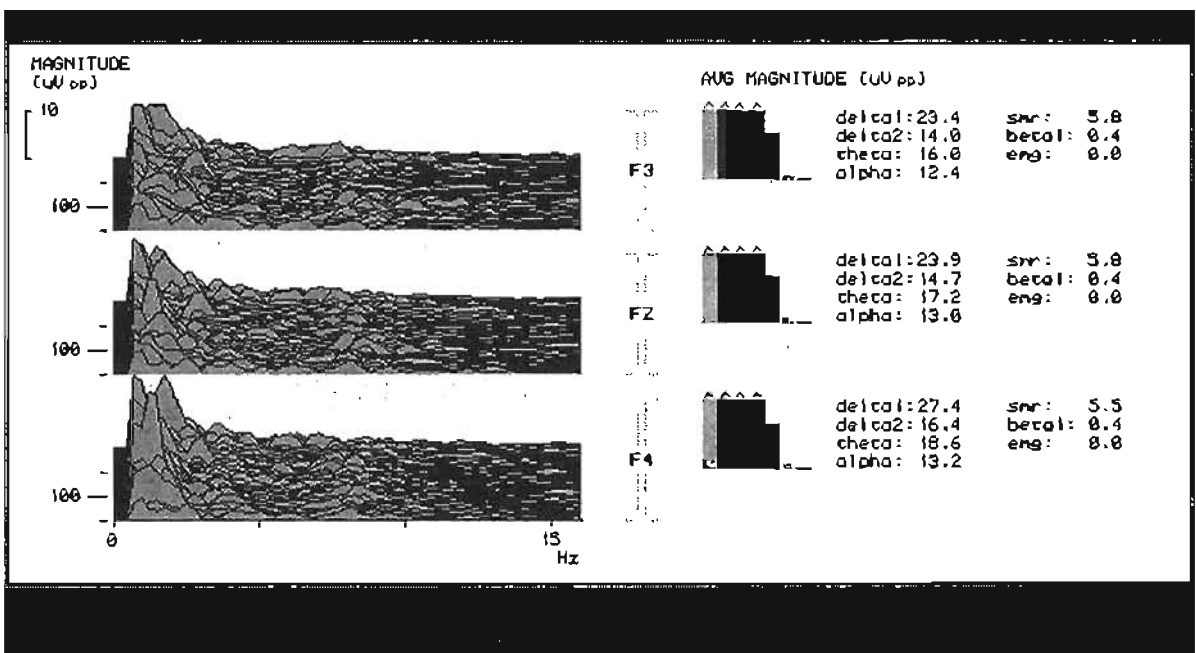 MAGNITUDE
(uV pp)
10
100
F3
AVG MAGNITUDE (uV pp)
delta1:23.4 smr: 5.8
delta2:14.0 beta1: 0.4
theta: 16.0 emg: 0.0
alpha: 12.4
100
FZ
delta1:23.9 smr: 5.8
delta2:14.7 beta1: 0.4
theta: 17.2 emg: 0.0
alpha: 13.0
100
F4
delta1:27.4 smr: 5.5
delta2:16.4 beta1: 0.4
theta: 18.6 emg: 0.0
alpha: 13.2
0 15
Hz